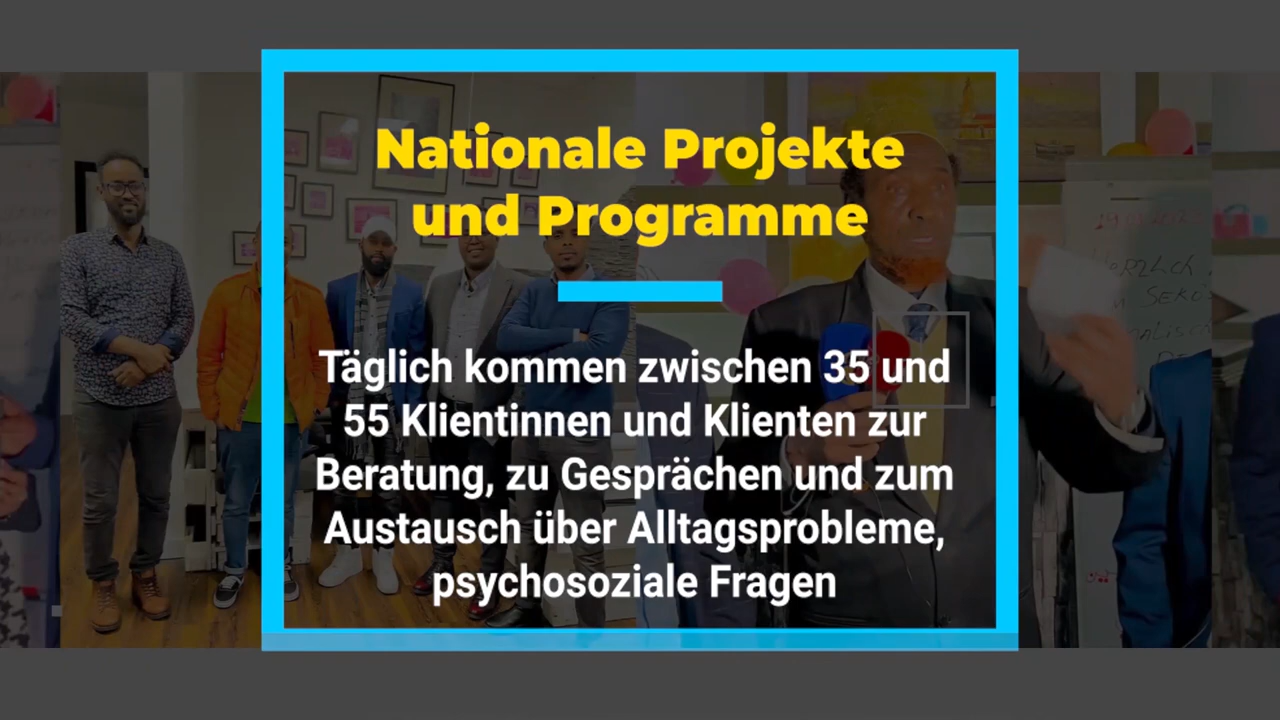 Nationale Projekte
und Programme
Täglich kommen zwischen 35 und
55 Klientinnen und Klienten zur
Beratung, zu Gesprächen und zum
Austausch über Alltagsprobleme,
psychosoziale Fragen